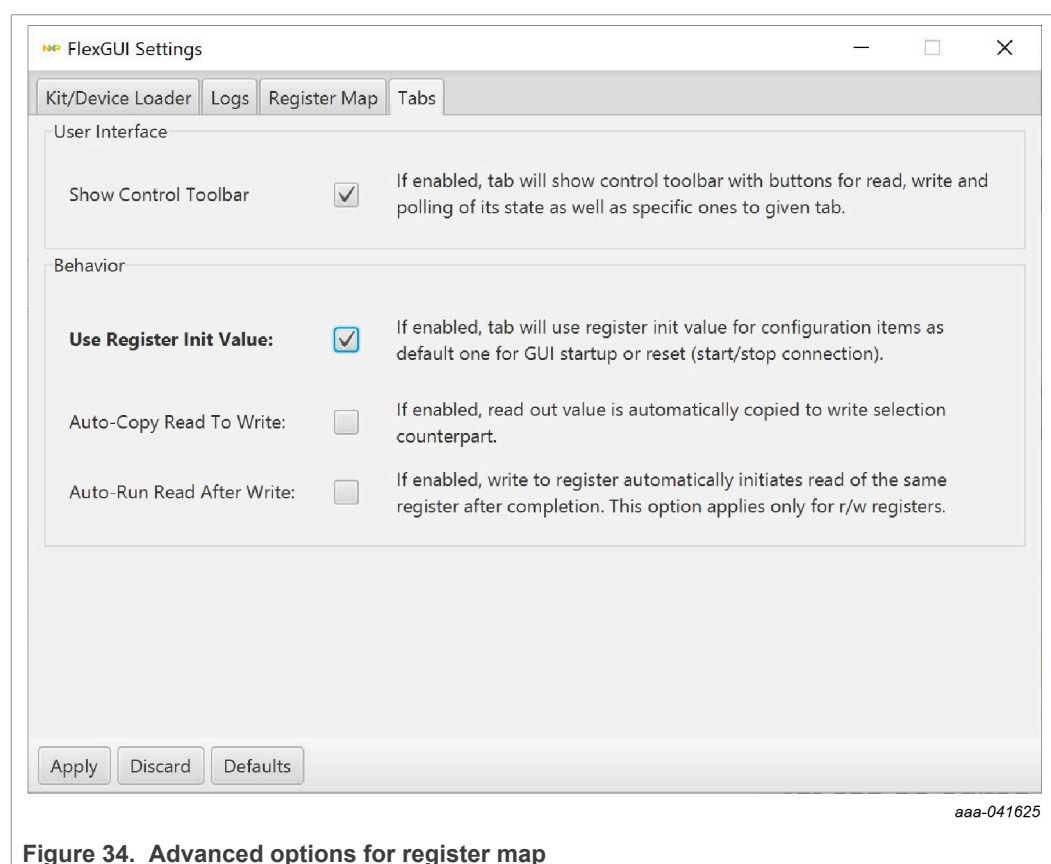 NXP FlexGUI Settings
Kit/Device Loader Logs Register Map Tabs
User Interface
Show Control Toolbar
If enabled, tab will show control toolbar with buttons for read, write and
polling of its state as well as specific ones to given tab.
Behavior
Use Register Init Value:
If enabled, tab will use register init value for configuration items as
default one for GUI startup or reset (start/stop connection).
Auto-Copy Read To Write:
If enabled, read out value is automatically copied to write selection
counterpart.
Auto-Run Read After Write:
If enabled, write to register automatically initiates read of the same
register after completion. This option applies only for r/w registers.
Apply Discard Defaults
aaa-041625
Figure 34. Advanced options for register map